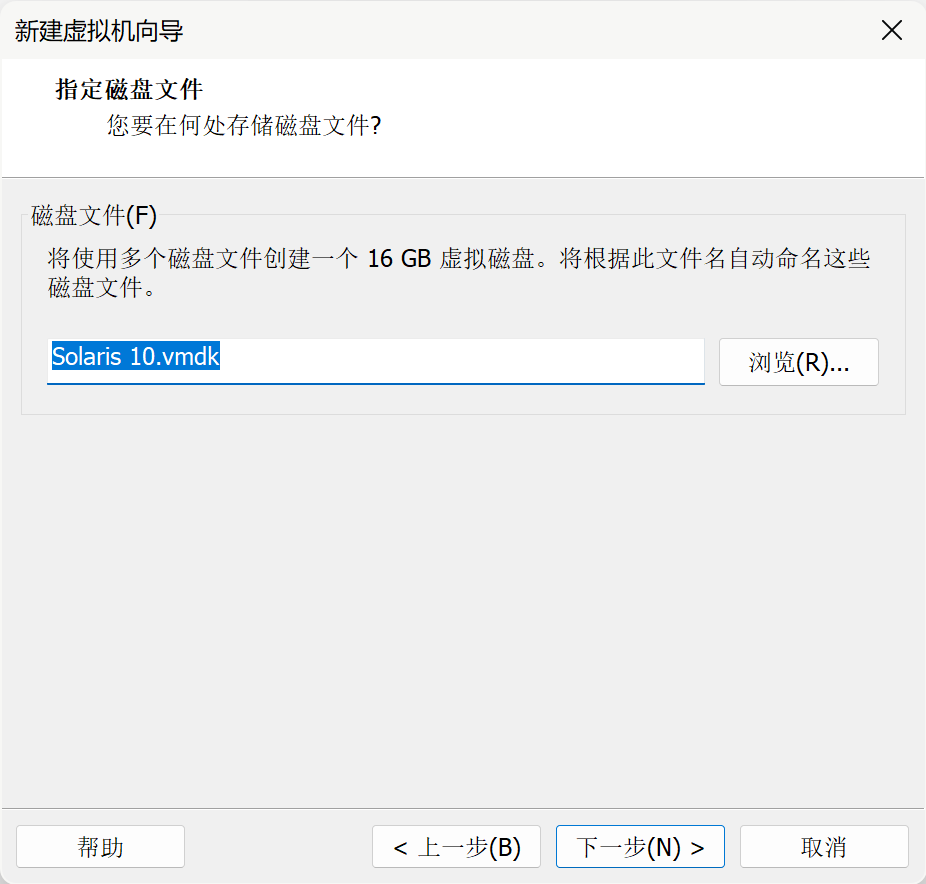 新建虚拟机向导
指定磁盘文件
您要在何处存储磁盘文件?
磁盘文件(F)
将使用多个磁盘文件创建一个 16 GB 虚拟磁盘。将根据此文件名自动命名这些
磁盘文件。
Solaris 10.vmdk
浏览(R)...
帮助
< 上一步(B)
下一步(N) >
取消